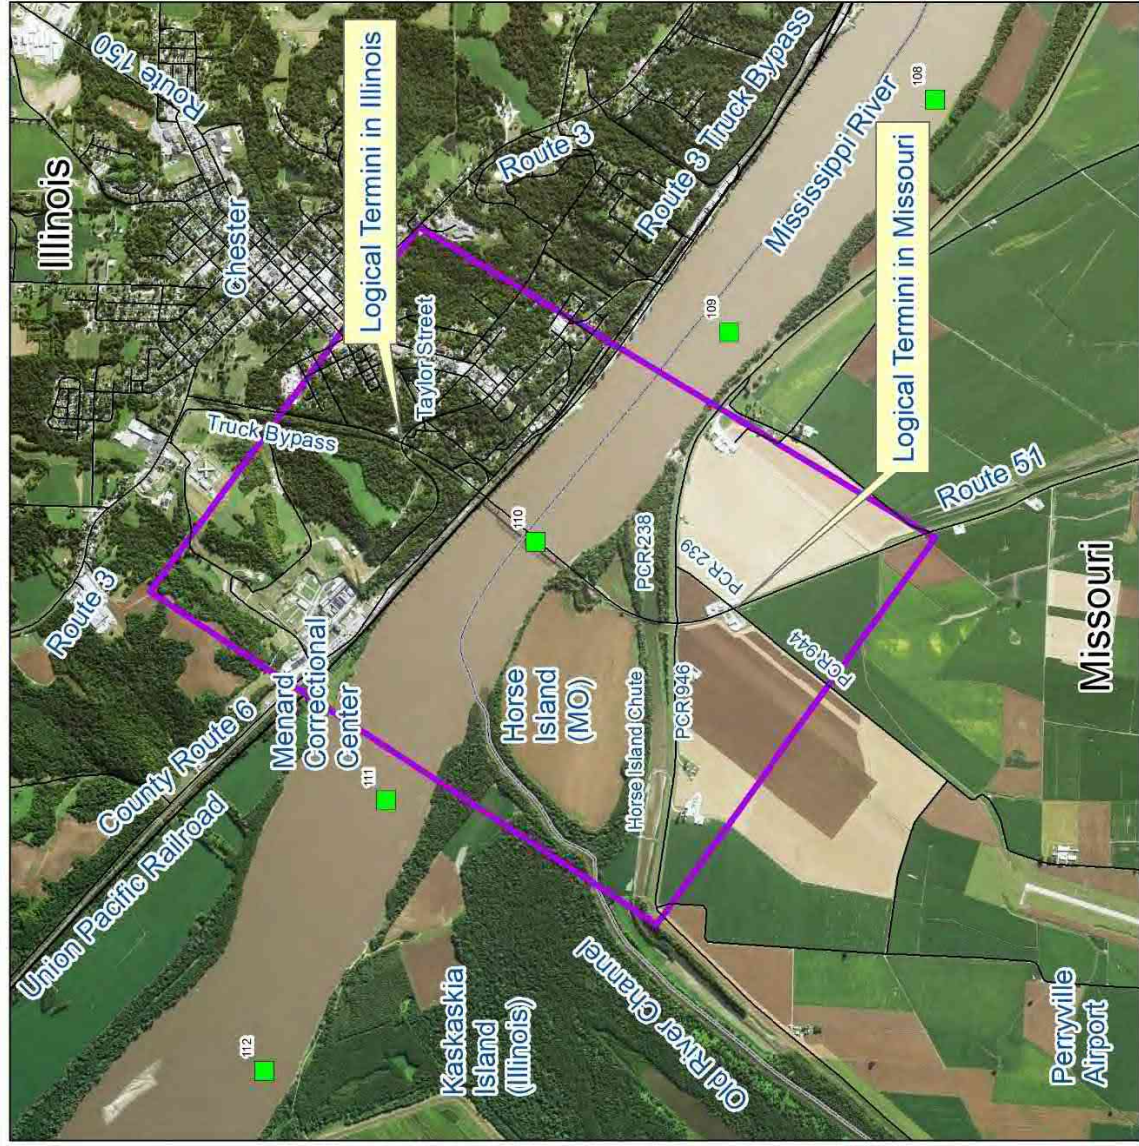 Illinois
Route 150
Chester
Route 3
Logical Termini in Illinois
Truck Bypass
Taylor Street
Route 3
Route 3 Truck Bypass
Mississippi River
108
109
110
111
112
County Route 6
Union Pacific Railroad
Menard
Correctional
Center
Horse
Island
(MO)
PCR 238
PCR 239
Logical Termini in Missouri
Horse Island Chute
PCR 946
PCR 944
Route 51
Kaskaskia
Island
(Illinois)
Old River Channel
Missouri
Perryville
Airport